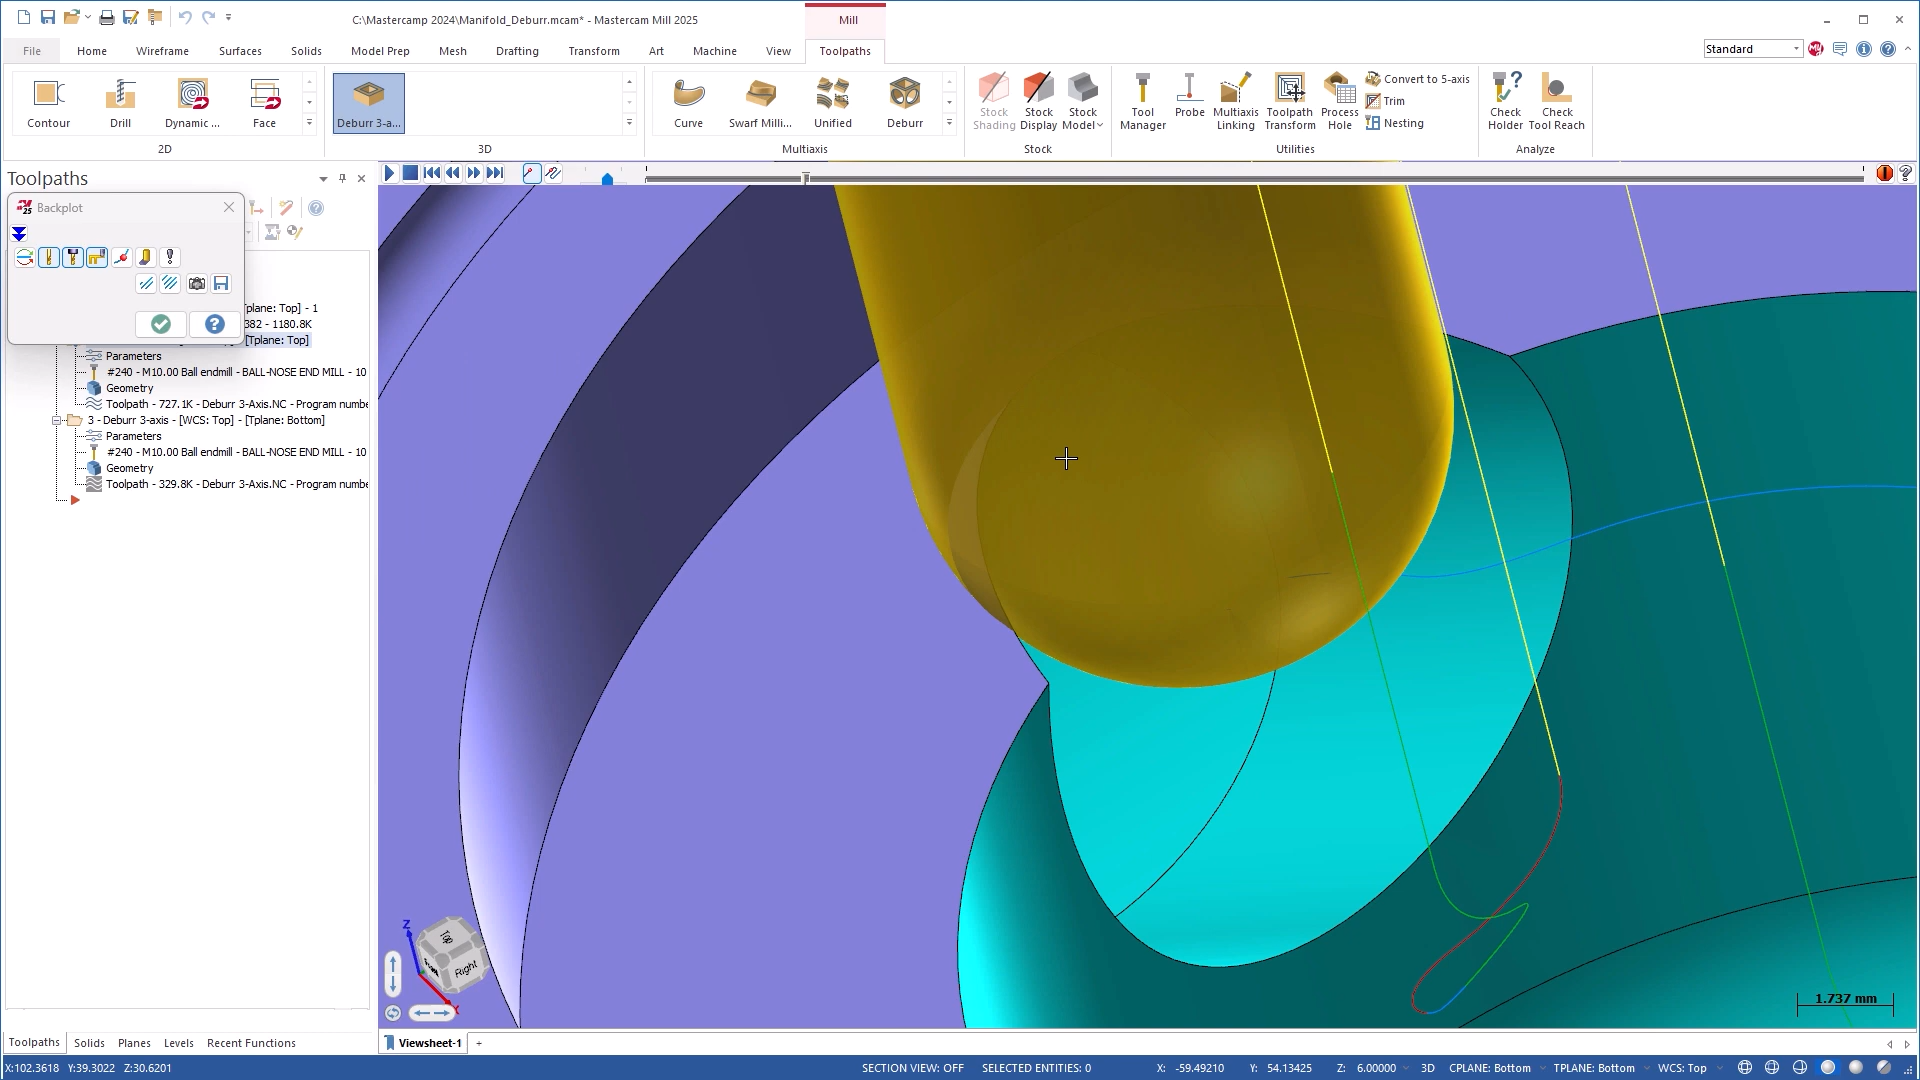 C:\Mastercamp 2024\Manifold_Deburr.mcam* - Mastercam Mill 2025
Mill
File Home Wireframe Surfaces Solids Model Prep Mesh Drafting Transform Art Machine View Toolpaths
Standard
Contour Drill Dynamic ... Face
2D
Deburr 3-a...
3D
Curve Swarf Milli... Unified Deburr
Multiaxis
Stock Shading
Stock Display
Stock Model
Stock
Tool Manager
Probe
Multiaxis Linking
Toolpath Transform
Process Hole
Convert to 5-axis
Trim
Nesting
Utilities
Check Holder
Check Tool Reach
Analyze
Toolpaths
Backplot
Tplane: Top] - 1
382 - 1180.8K
[Tplane: Top]
Parameters
#240 - M10.00 Ball endmill - BALL-NOSE END MILL - 10
Geometry
Toolpath - 727.1K - Deburr 3-Axis.NC - Program numbe
3 - Deburr 3-axis - [WCS: Top] - [Tplane: Bottom]
Parameters
#240 - M10.00 Ball endmill - BALL-NOSE END MILL - 10
Geometry
Toolpath - 329.8K - Deburr 3-Axis.NC - Program numbe
Z
Top
Front
Right
X
1.737 mm
Toolpaths Solids Planes Levels Recent Functions
Viewsheet-1 +
X:102.3618 Y:39.3022 Z:30.6201
SECTION VIEW: OFF SELECTED ENTITIES: 0 X: -59.49210 Y: 54.13425 Z: 6.00000 3D CPLANE: Bottom TPLANE: Bottom WCS: Top